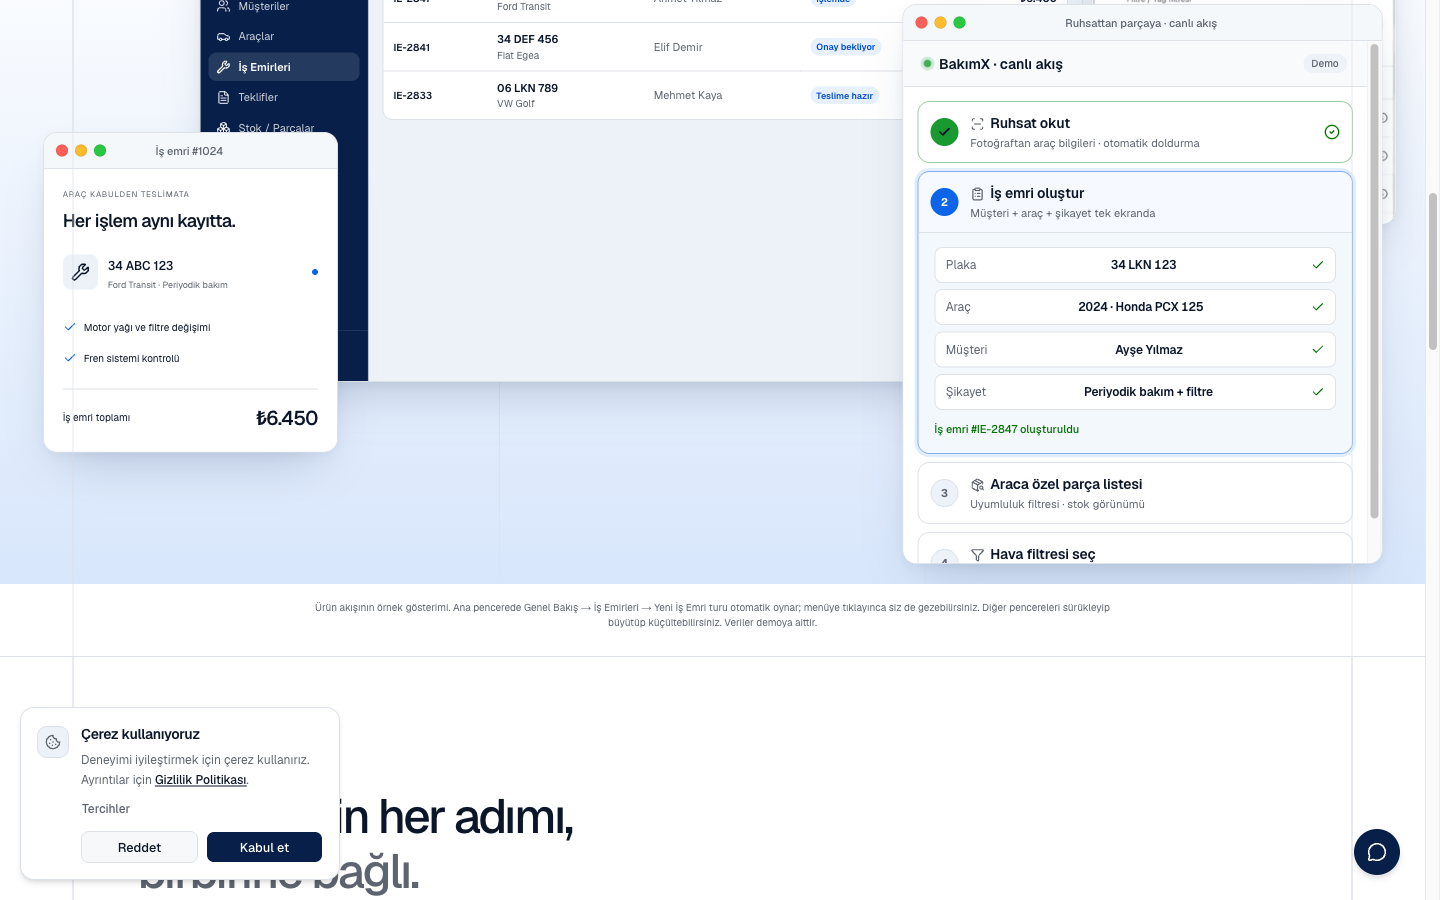 Müşteriler
Araçlar
İş Emirleri
Teklifler
Stok / Parçalar
Ford Transit
IE-2841
34 DEF 456
Fiat Egea
Elif Demir
Onay bekliyor
IE-2833
06 LKN 789
VW Golf
Mehmet Kaya
Teslime hazır
İş emri #1024
ARAÇ KABULDEN TESLİMATA
Her işlem aynı kayıtta.
34 ABC 123
Ford Transit · Periyodik bakım
Motor yağı ve filtre değişimi
Fren sistemi kontrolü
İş emri toplamı
₺6.450
Ruhsattan parçaya · canlı akış
BakımX · canlı akış
Demo
Ruhsat okut
Fotoğraftan araç bilgileri · otomatik doldurma
2
İş emri oluştur
Müşteri + araç + şikayet tek ekranda
Plaka
34 LKN 123
Araç
2024 · Honda PCX 125
Müşteri
Ayşe Yılmaz
Şikayet
Periyodik bakım + filtre
İş emri #IE-2847 oluşturuldu
3
Araca özel parça listesi
Uyumluluk filtresi · stok görünümü
Hava filtresi seç
Ürün akışının örnek gösterimi. Ana pencerede Genel Bakış → İş Emirleri → Yeni İş Emri turu otomatik oynar; menüye tıklayınca siz de gezebilirsiniz. Diğer pencereleri sürükleyip
büyütüp küçültebilirsiniz. Veriler demoya aittir.
her adımı,
bağlı.
Çerez kullanıyoruz
Deneyimi iyileştirmek için çerez kullanırız.
Ayrıntılar için Gizlilik Politikası.
Tercihler
Reddet
Kabul et